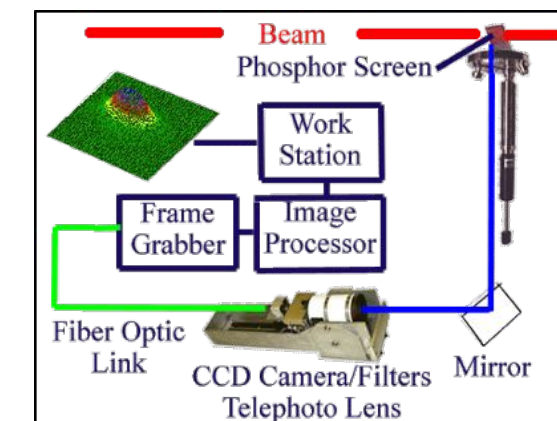 Beam
Phosphor Screen
Work
Station
Frame
Grabber
Image
Processor
Fiber Optic
Link
CCD Camera/Filters
Telephoto Lens
Mirror